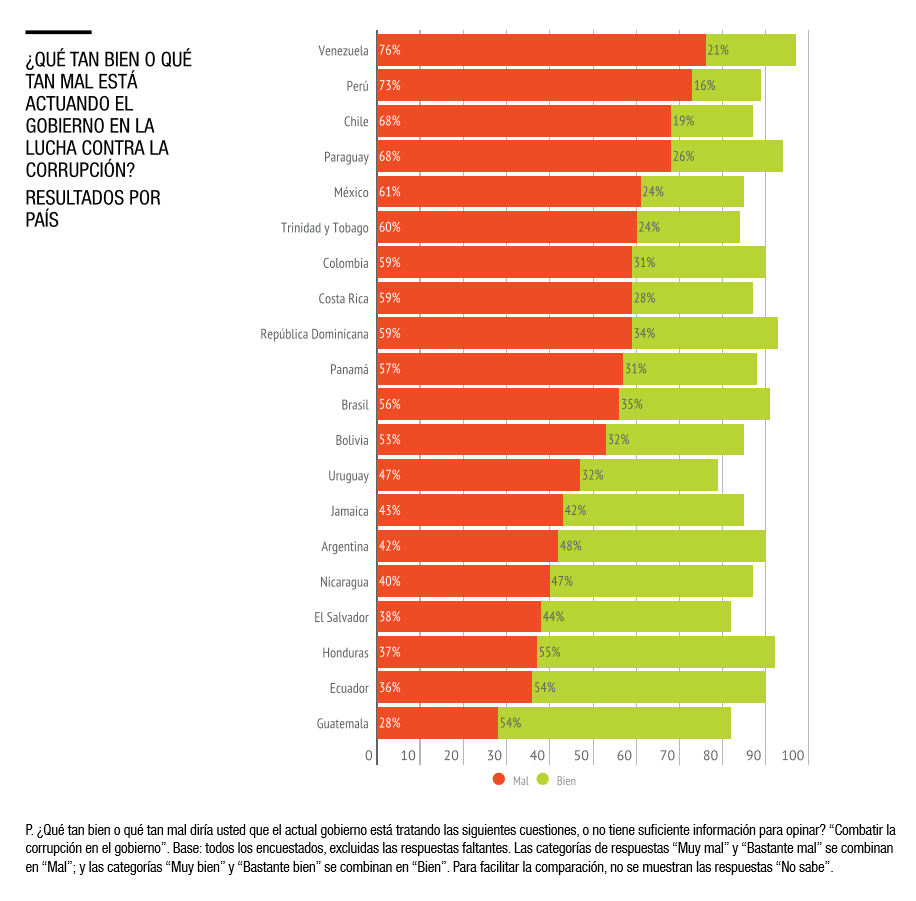 ¿QUÉ TAN BIEN O QUÉ
TAN MAL ESTÁ
ACTUANDO EL
GOBIERNO EN LA
LUCHA CONTRA LA
CORRUPCIÓN?
RESULTADOS POR
PAÍS
Venezuela 76% 21%
Perú 73% 16%
Chile 68% 19%
Paraguay 68% 26%
México 61% 24%
Trinidad y Tobago 60% 24%
Colombia 59% 31%
Costa Rica 59% 28%
República Dominicana 59% 34%
Panamá 57% 31%
Brasil 56% 35%
Bolivia 53% 32%
Uruguay 47% 32%
Jamaica 43% 42%
Argentina 42% 48%
Nicaragua 40% 47%
El Salvador 38% 44%
Honduras 37% 55%
Ecuador 36% 54%
Guatemala 28% 54%
0 10 20 30 40 50 60 70 80 90 100
Mal Bien
P. ¿Qué tan bien o qué tan mal diría usted que el actual gobierno está tratando las siguientes cuestiones, o no tiene suficiente información para opinar? “Combatir la
corrupción en el gobierno”. Base: todos los encuestados, excluidas las respuestas faltantes. Las categorías de respuestas “Muy mal” y “Bastante mal” se combinan
en “Mal”; y las categorías “Muy bien” y “Bastante bien” se combinan en “Bien”. Para facilitar la comparación, no se muestran las respuestas “No sabe”.